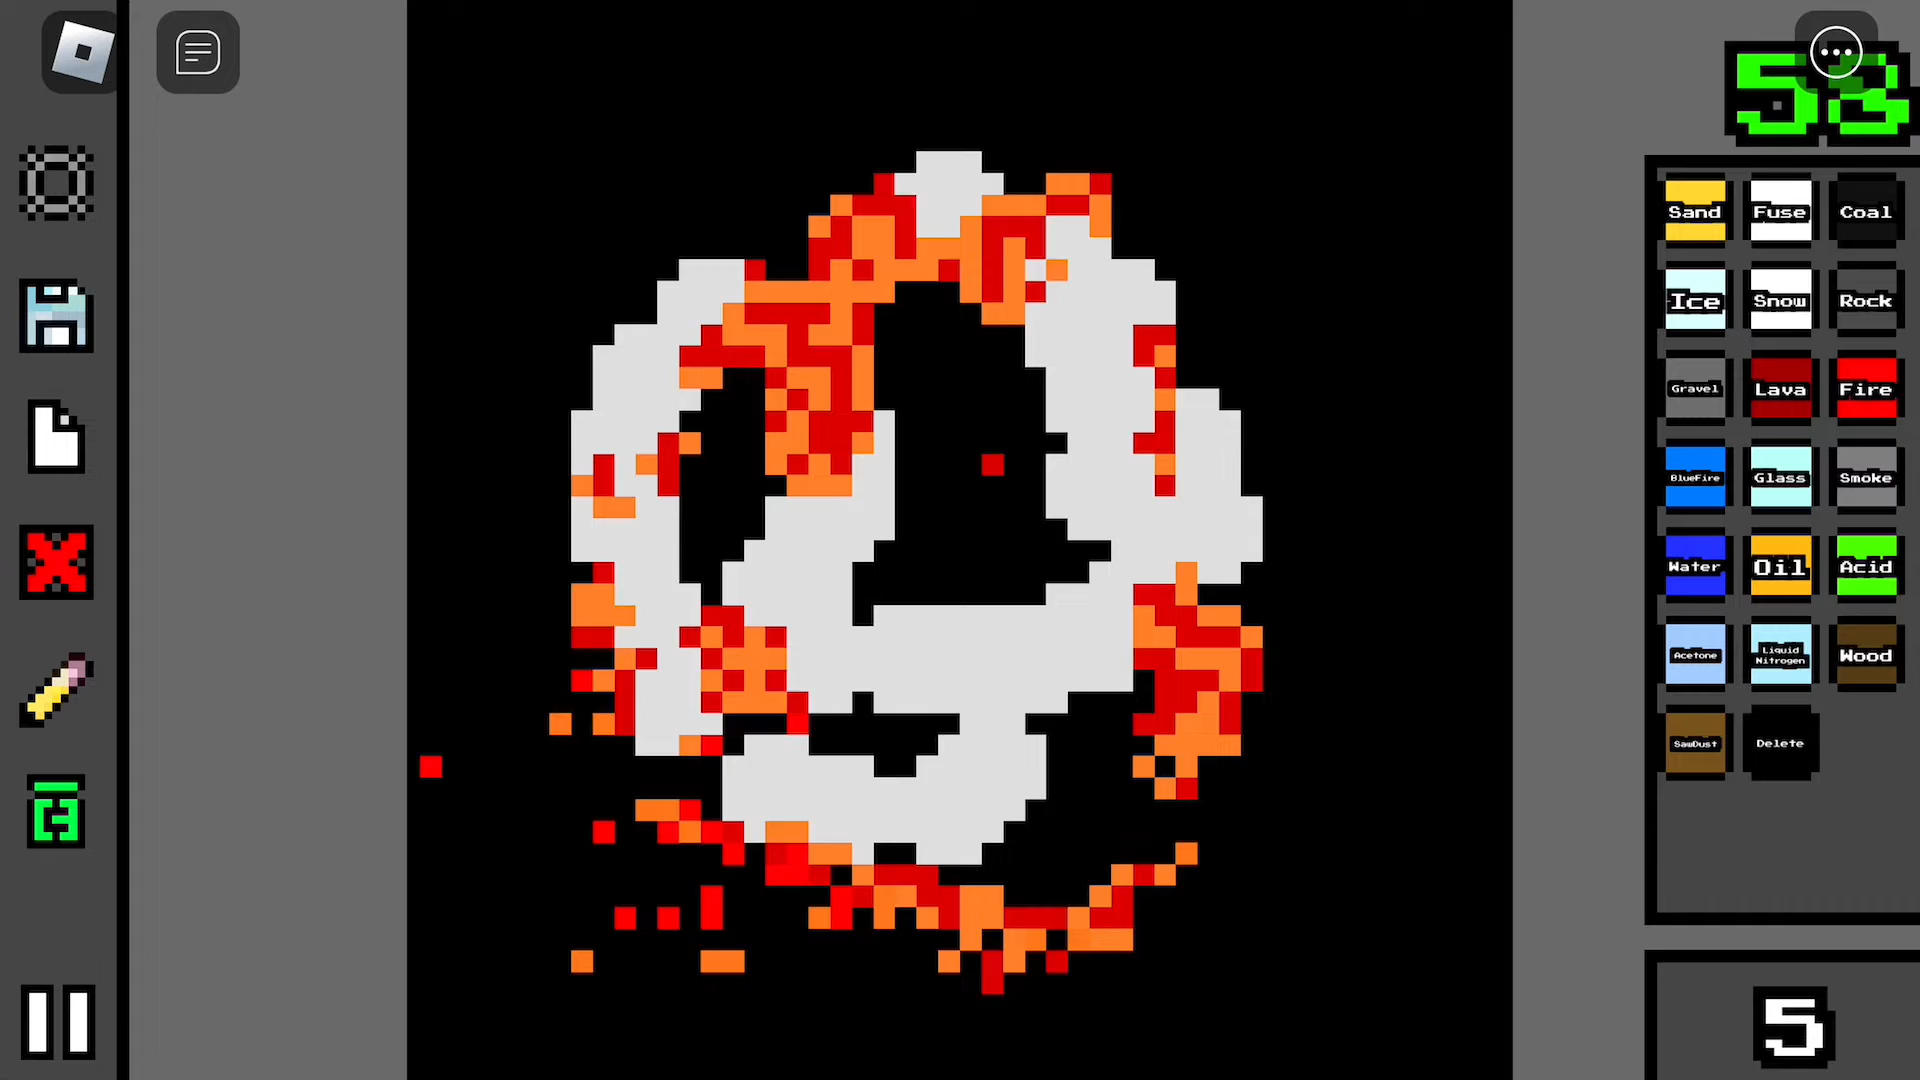 58
Sand Fuse Coal
Ice Snow Rock
Gravel Lava Fire
BlueFire Glass Smoke
Water Oil Acid
Acetone Liquid Nitrogen Wood
SawDust Delete
5